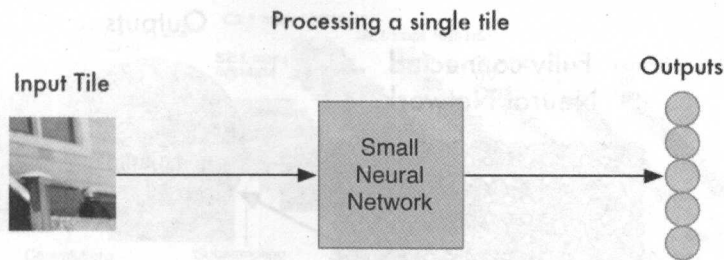 Processing a single tile
Input Tile
Outputs
Small
Neural
Network